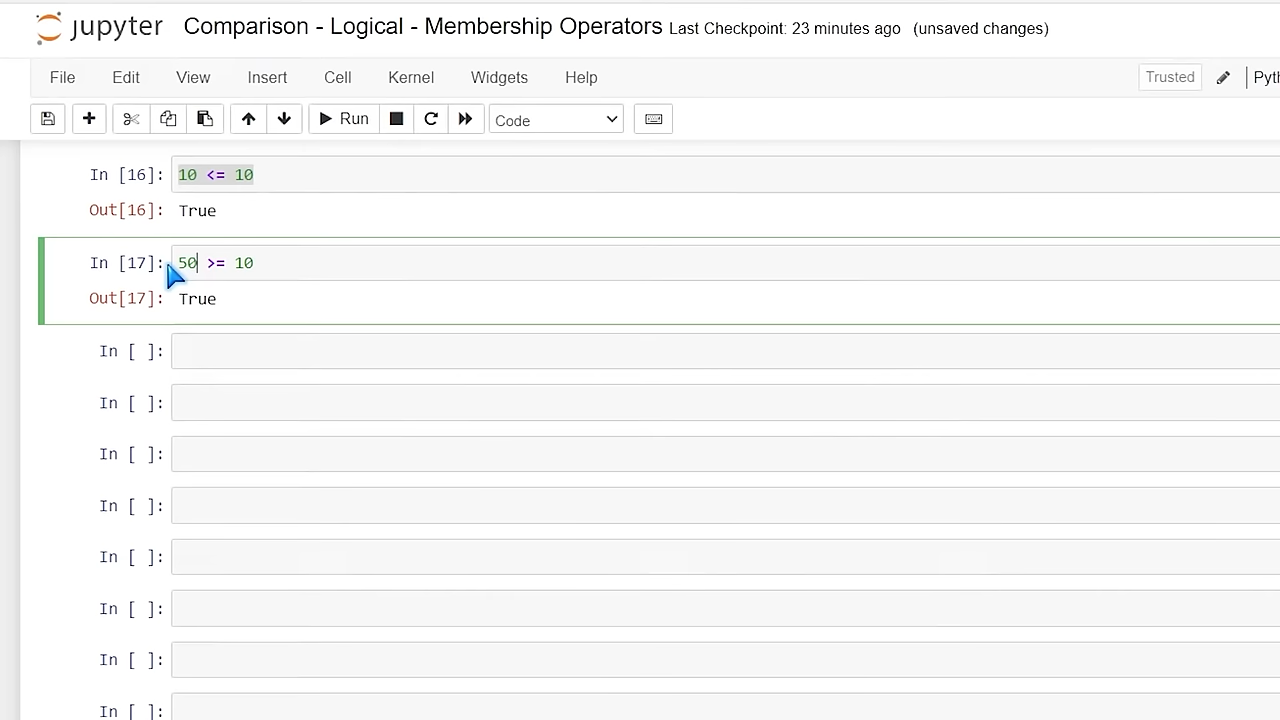 jupyter Comparison - Logical - Membership Operators Last Checkpoint: 23 minutes ago (unsaved changes)
File Edit View Insert Cell Kernel Widgets Help Trusted
Run Code
In [16]: 10 <= 10
Out[16]: True
In [17]: 50 >= 10
Out[17]: True
In [ ]:
In [ ]:
In [ ]:
In [ ]:
In [ ]:
In [ ]:
In [ ]:
In [ ]: